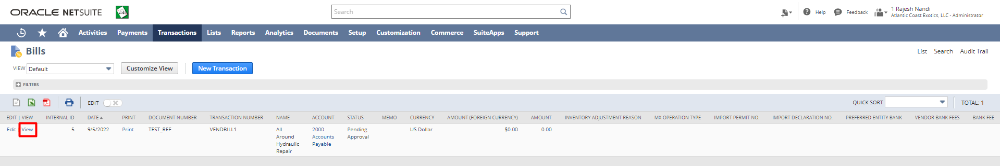 ORACLE NETSUITE
Search
Help
Feedback
1 Rajesh Nandi
Atlantic Coast Exotics, LLC - Administrator
Activities Payments Transactions Lists Reports Analytics Documents Setup Customization Commerce SuiteApps Support
Bills
List Search Audit Trail
VIEW Default Customize View New Transaction
FILTERS
EDIT QUICK SORT TOTAL: 1
EDIT | VIEW INTERNAL ID DATE PRINT DOCUMENT NUMBER TRANSACTION NUMBER NAME ACCOUNT STATUS MEMO CURRENCY AMOUNT (FOREIGN CURRENCY) AMOUNT INVENTORY ADJUSTMENT REASON MX OPERATION TYPE IMPORT PERMIT NO. IMPORT DECLARATION NO. PREFERRED ENTITY BANK VENDOR BANK FEES BANK FEE
Edit View 5 9/5/2022 Print TEST_REF VENDBILL1 All 2000 Pending US Dollar $0.00 0.00
Around Accounts Approval
Hydraulic Payable
Repair